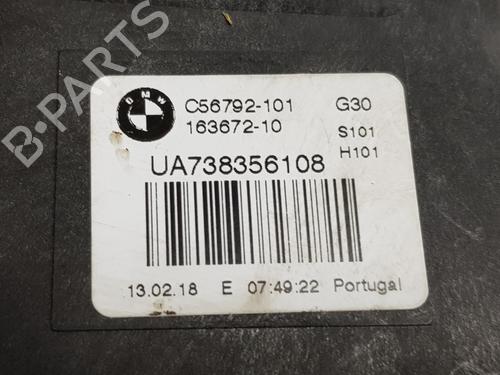 B-PARTS
BMW
C56792-101 G30
163672-10 S101
H101
UA738356108
13.02.18 E 07:49:22 Portugal